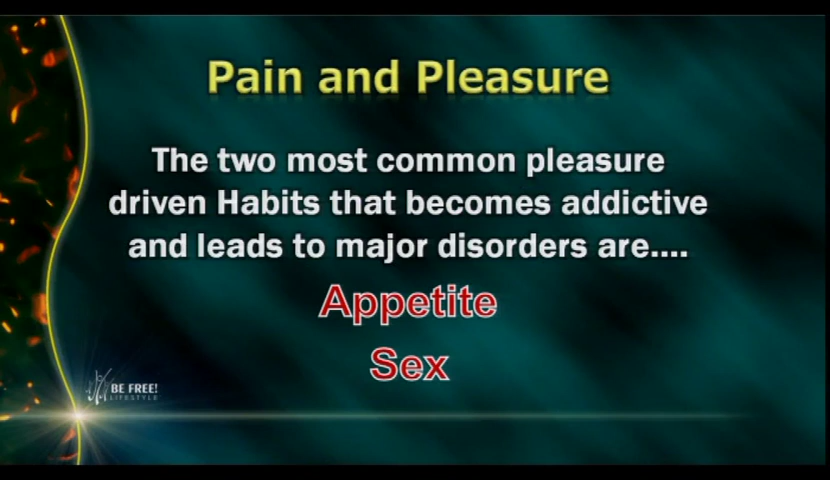 Pain and Pleasure
The two most common pleasure
driven Habits that becomes addictive
and leads to major disorders are....
Appetite
Sex
BE FREE!
LIFESTYLE